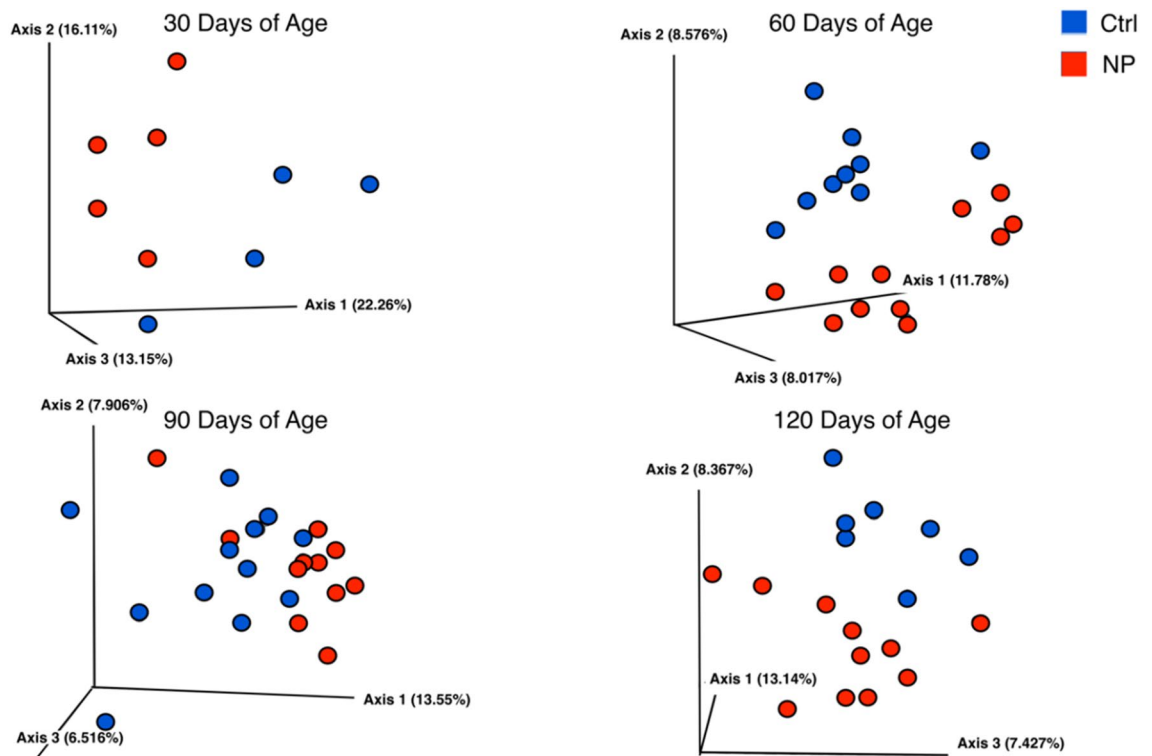 30 Days of Age
Axis 2 (16.11%)
Axis 1 (22.26%)
Axis 3 (13.15%)
60 Days of Age
Axis 2 (8.576%)
Axis 1 (11.78%)
Axis 3 (8.017%)
Ctrl
NP
90 Days of Age
Axis 2 (7.906%)
Axis 1 (13.55%)
Axis 3 (6.516%)
120 Days of Age
Axis 2 (8.367%)
Axis 1 (13.14%)
Axis 3 (7.427%)